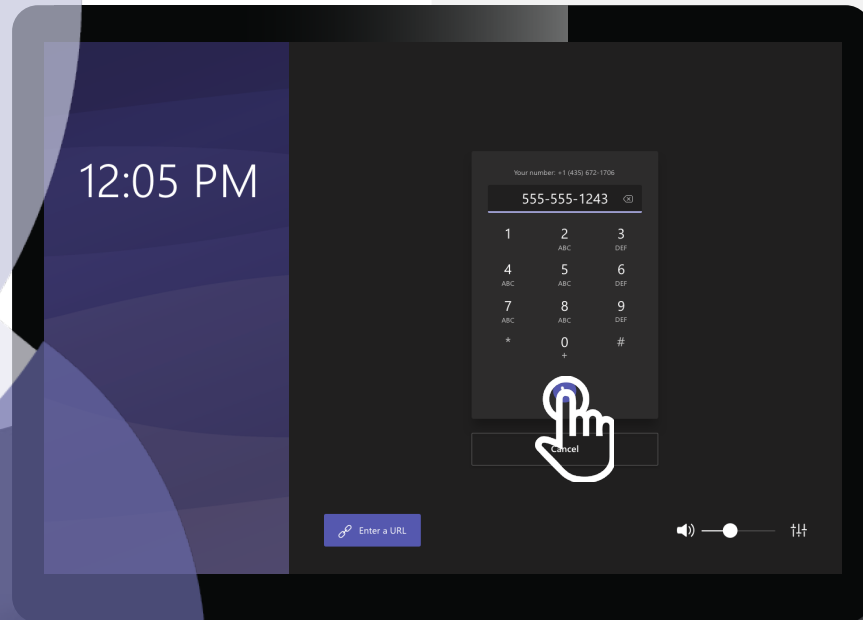 12:05 PM
Your number: +1 (435) 672-1706
555-555-1243
1 2 3
ABC DEF
4 5 6
ABC ABC DEF
7 8 9
ABC ABC DEF
* 0 #
+
Cancel
Enter a URL